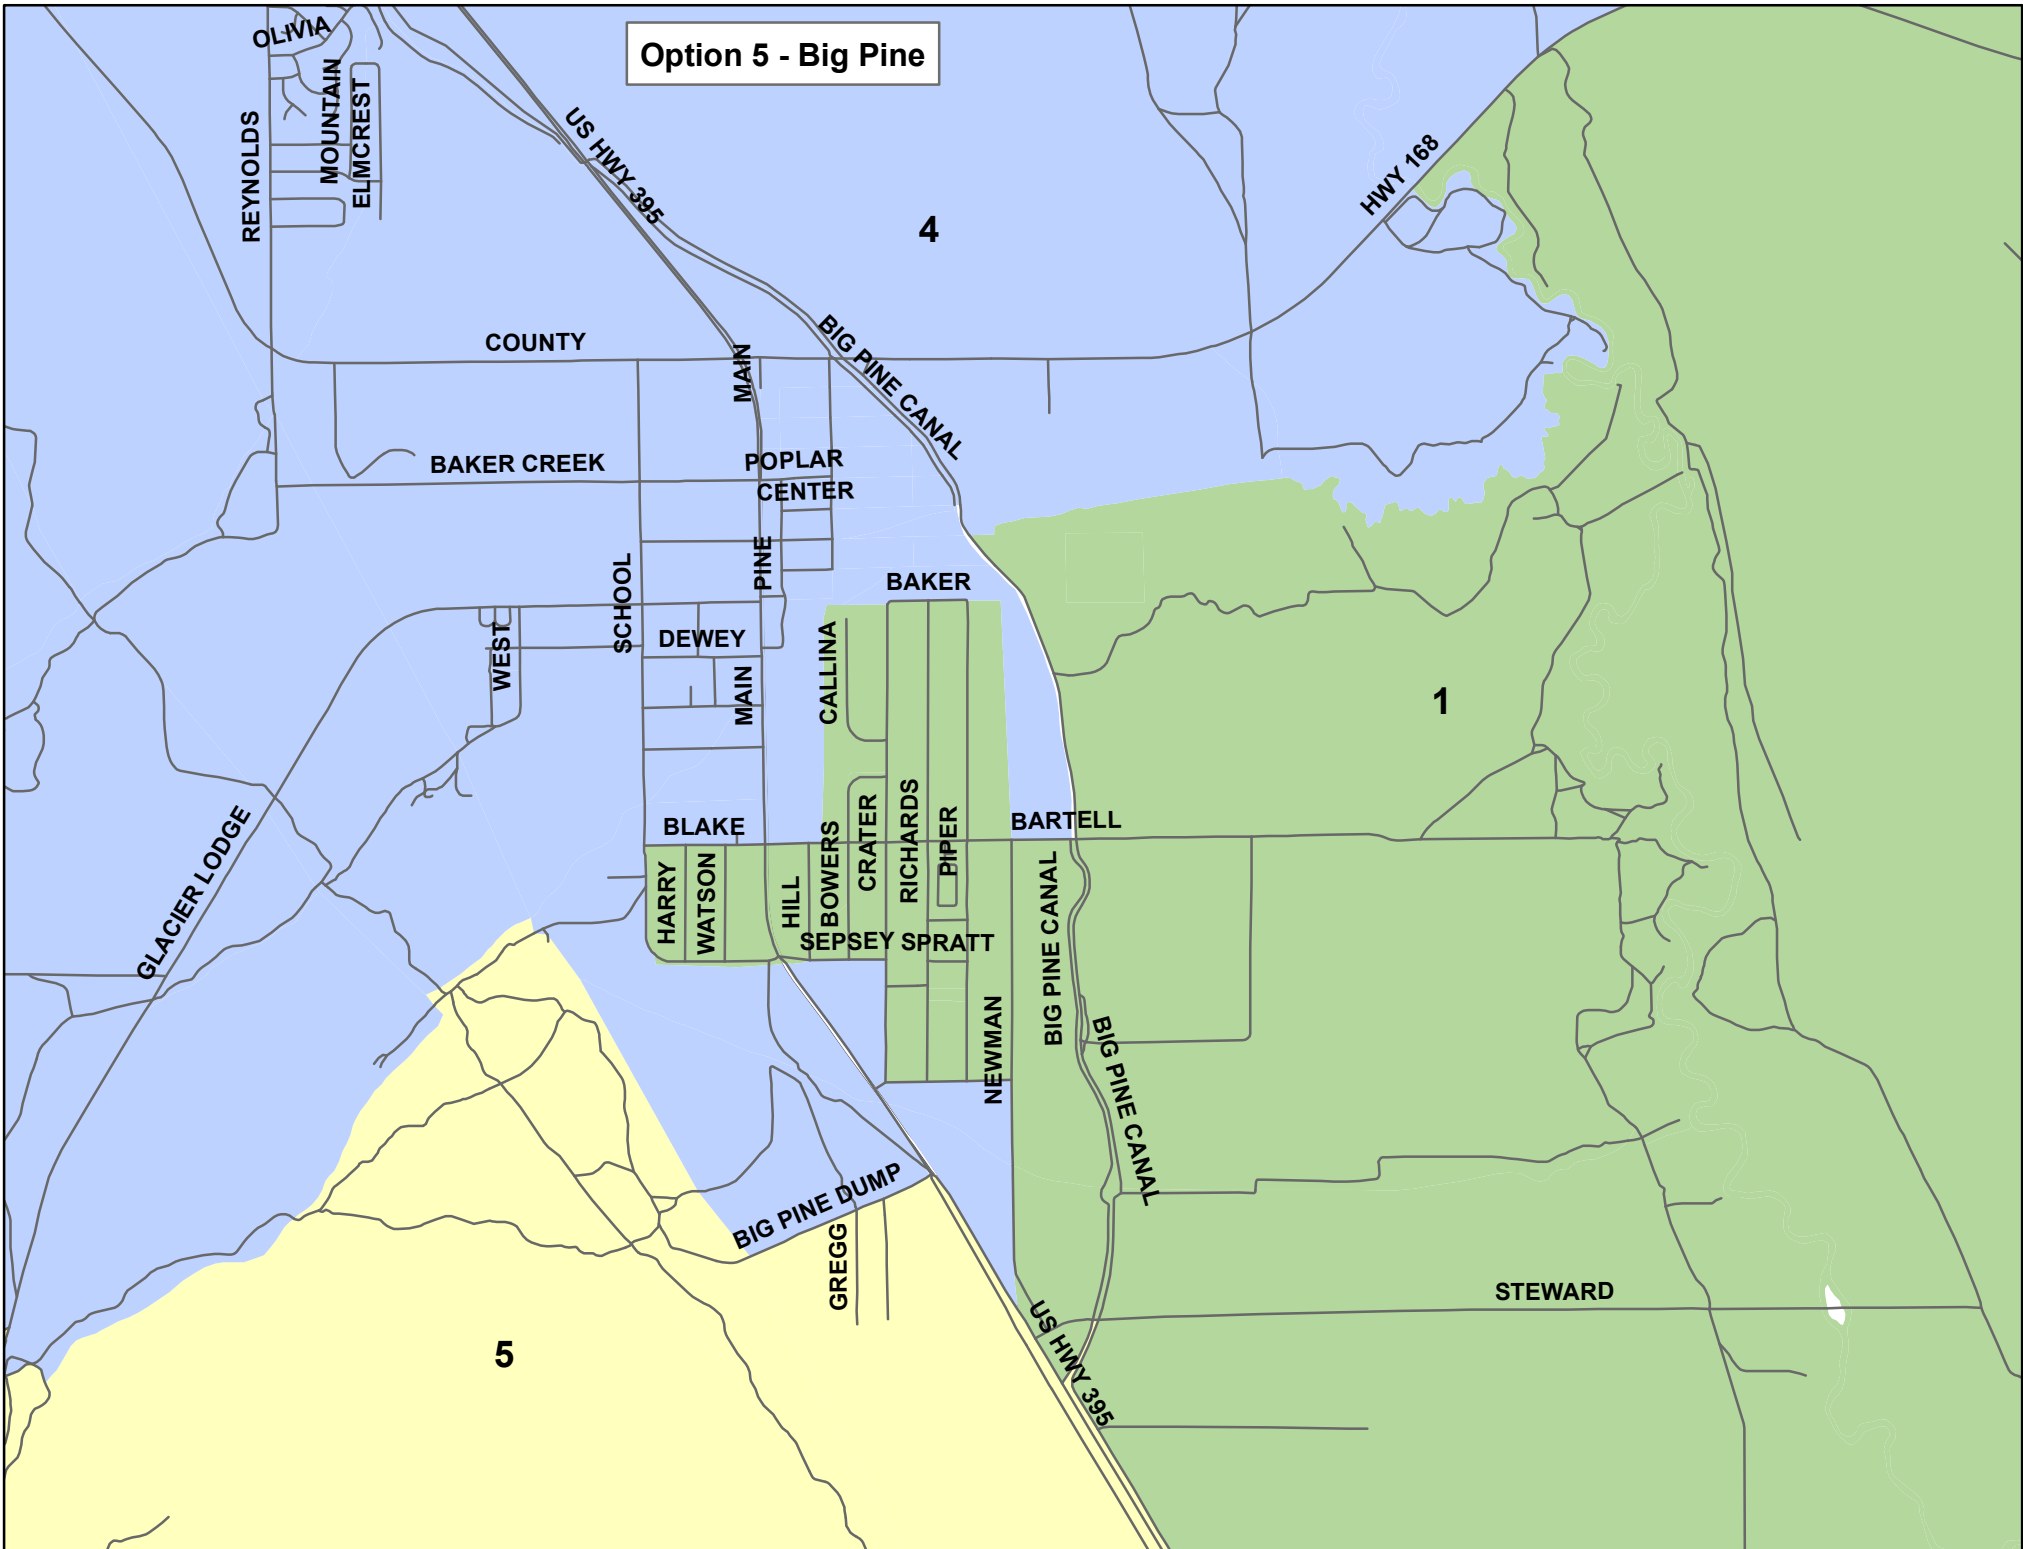 OLIVIA
Option 5 - Big Pine
MOUNTAIN
ELMCREST
REYNOLDS
US HWY 395
HWY 168
4
COUNTY
MAIN
BIG PINE CANAL
BAKER CREEK
POPLAR
CENTER
PINE
SCHOOL
BAKER
WEST
DEWEY
CALLINA
MAIN
1
GLACIER LODGE
BLAKE
BARTELL
HARRY
WATSON
HILL
BOWERS
CRATER
RICHARDS
PIPER
SEPSEY
SPRATT
BIG PINE CANAL
NEWMAN
BIG PINE CANAL
BIG PINE DUMP
GREGG
STEWARD
US HWY 395
5